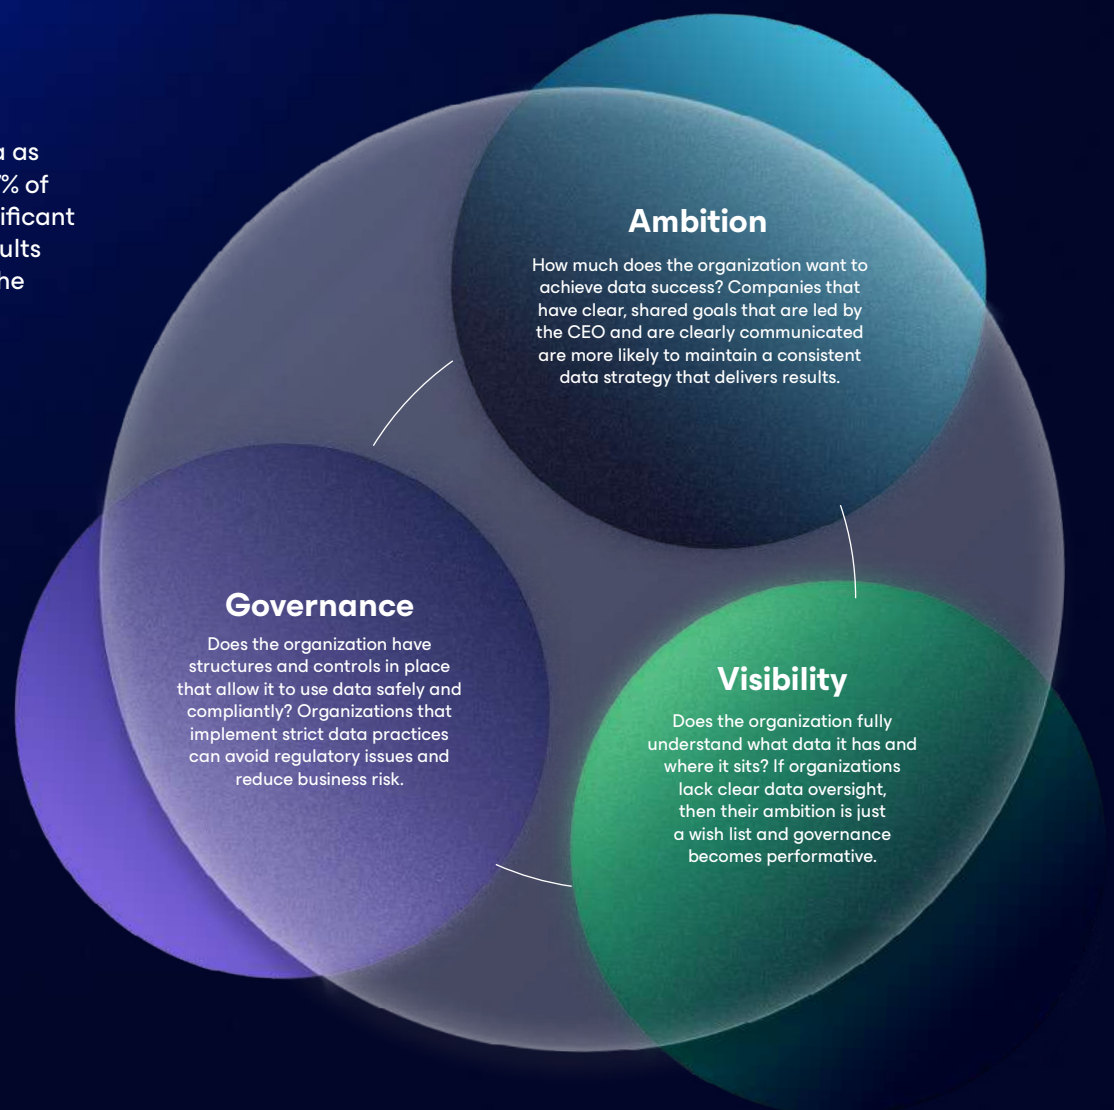 as
% of
ults
Ambition
How much does the organization want to
achieve data success? Companies that
have clear, shared goals that are led by
the CEO and are clearly communicated
are more likely to maintain a consistent
data strategy that delivers results.
Governance
Does the organization have
structures and controls in place
that allow it to use data safely and
compliantly? Organizations that
implement strict data practices
can avoid regulatory issues and
reduce business risk.
Visibility
Does the organization fully
understand what data it has and
where it sits? If organizations
lack clear data oversight,
then their ambition is just
a wish list and governance
becomes performative.